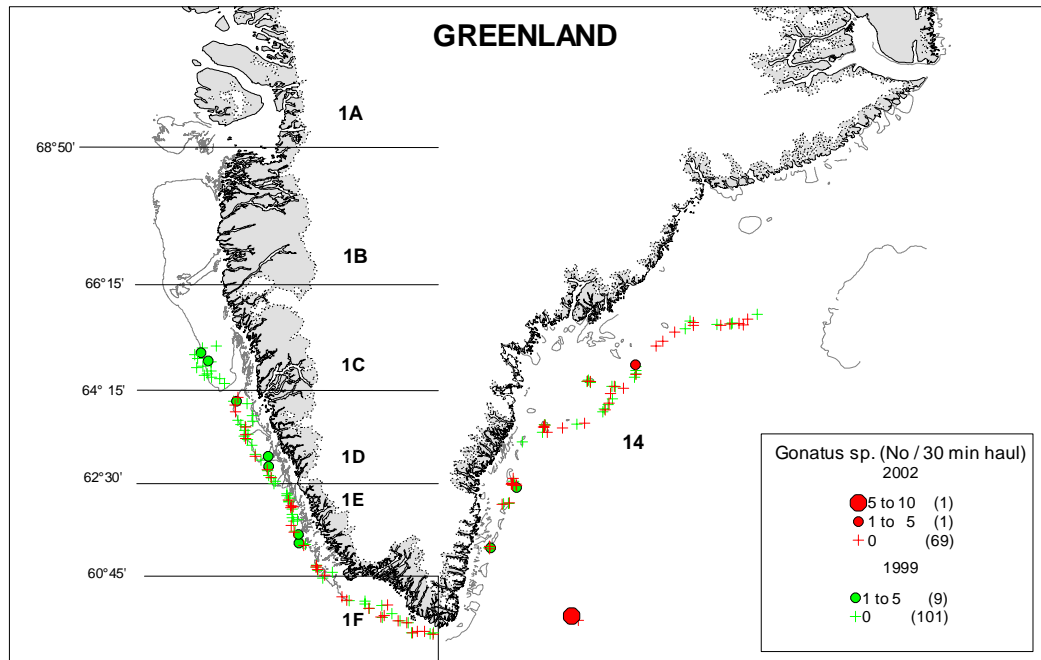 GREENLAND
1A
68°50'
1B
66°15'
1C
64°15'
14
1D
62°30'
1E
60°45'
1F
Gonatus sp. (No / 30 min haul)
2002
5 to 10 (1)
1 to 5 (1)
0 (69)
1999
1 to 5 (9)
0 (101)